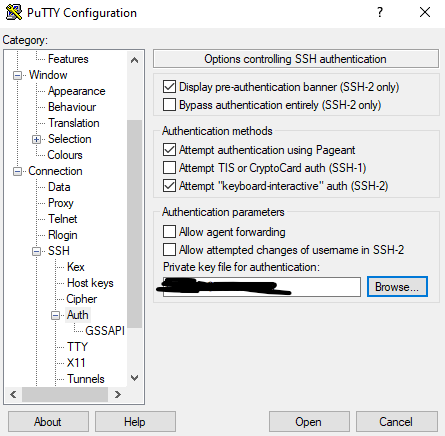 PuTTY Configuration
Category:
Features
Window
Appearance
Behaviour
Translation
Selection
Colours
Connection
Data
Proxy
Telnet
Rlogin
SSH
Kex
Host keys
Cipher
Auth
GSSAPI
TTY
X11
Tunnels
Options controlling SSH authentication
Display pre-authentication banner (SSH-2 only)
Bypass authentication entirely (SSH-2 only)
Authentication methods
Attempt authentication using Pageant
Attempt TIS or CryptoCard auth (SSH-1)
Attempt "keyboard-interactive" auth (SSH-2)
Authentication parameters
Allow agent forwarding
Allow attempted changes of username in SSH-2
Private key file for authentication:
Browse...
About
Help
Open
Cancel